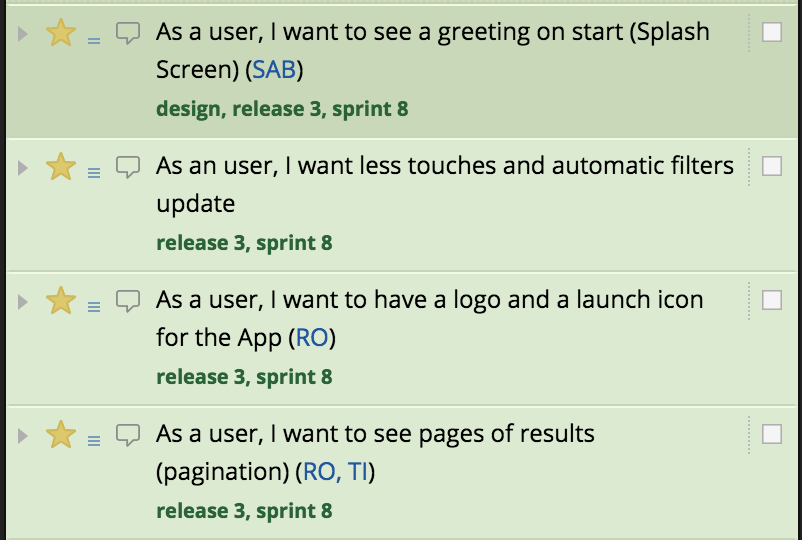 As a user, I want to see a greeting on start (Splash
Screen) (SAB)
design, release 3, sprint 8
As an user, I want less touches and automatic filters
update
release 3, sprint 8
As a user, I want to have a logo and a launch icon
for the App (RO)
release 3, sprint 8
As a user, I want to see pages of results
(pagination) (RO, TI)
release 3, sprint 8